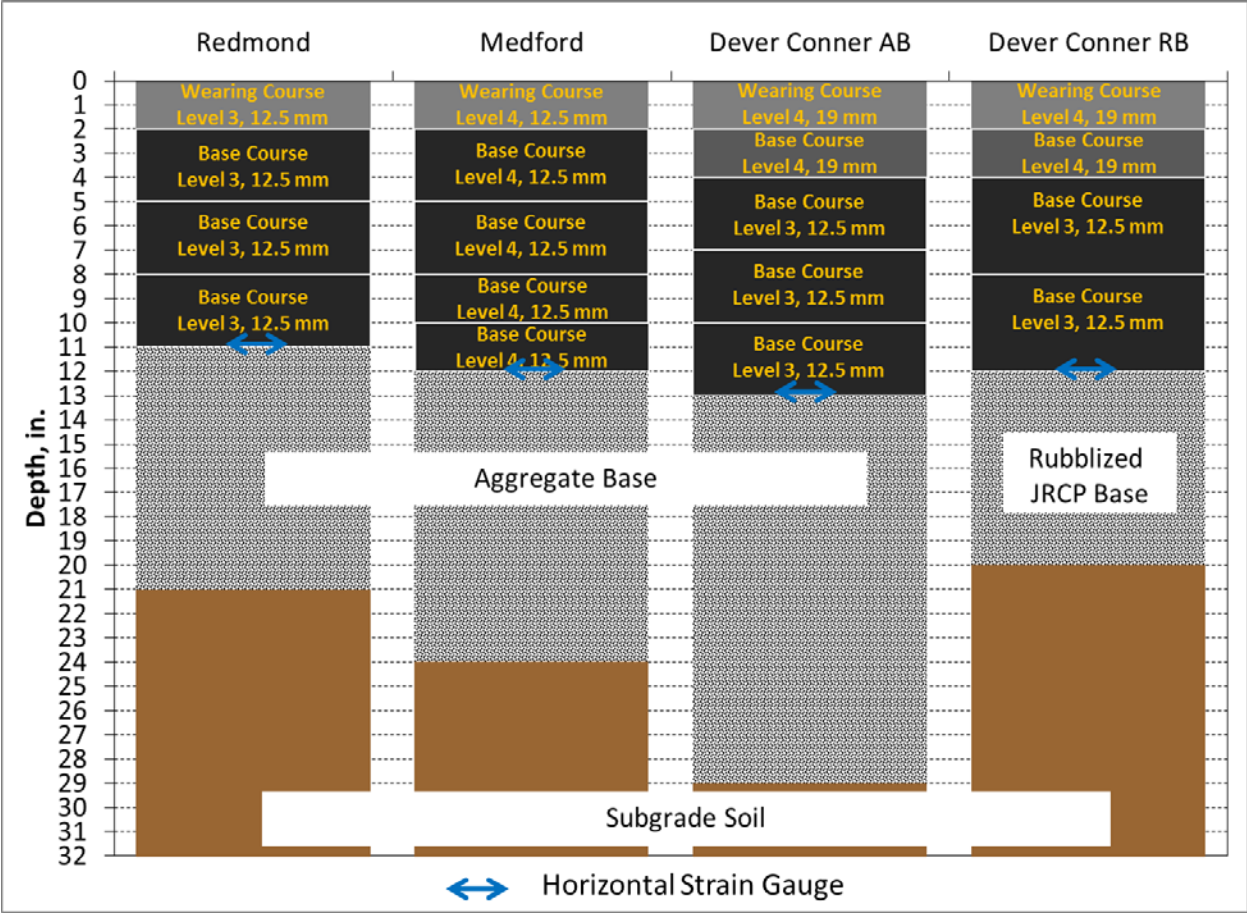 Redmond
Medford
Dever Conner AB
Dever Conner RB
Depth, in.
0
1
2
3
4
5
6
7
8
9
10
11
12
13
14
15
16
17
18
19
20
21
22
23
24
25
26
27
28
29
30
31
32
Wearing Course
Level 3, 12.5 mm
Base Course
Level 3, 12.5 mm
Base Course
Level 3, 12.5 mm
Base Course
Level 3, 12.5 mm
Wearing Course
Level 4, 12.5 mm
Base Course
Level 4, 12.5 mm
Base Course
Level 4, 12.5 mm
Base Course
Level 4, 12.5 mm
Base Course
Level 4, 12.5 mm
Wearing Course
Level 4, 19 mm
Base Course
Level 4, 19 mm
Base Course
Level 3, 12.5 mm
Base Course
Level 3, 12.5 mm
Base Course
Level 3, 12.5 mm
Wearing Course
Level 4, 19 mm
Base Course
Level 4, 19 mm
Base Course
Level 3, 12.5 mm
Base Course
Level 3, 12.5 mm
Aggregate Base
Rubblized
JRCP Base
Subgrade Soil
Horizontal Strain Gauge